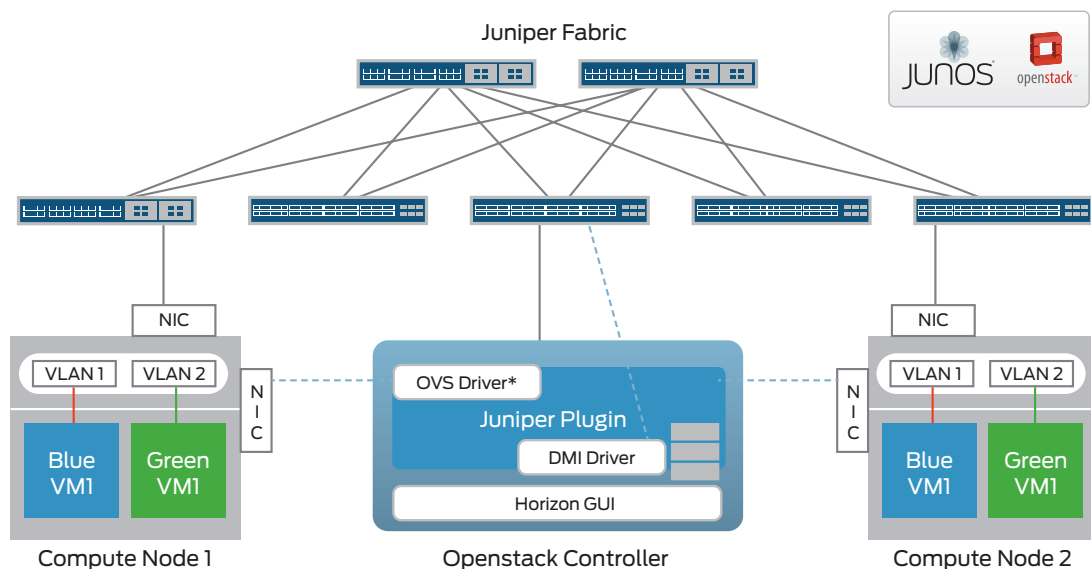 Juniper Fabric
JUNOS
openstack
NIC
NIC
VLAN 1
VLAN 2
N
I
C
OVS Driver*
Juniper Plugin
DMI Driver
Horizon GUI
N
I
C
VLAN 1
VLAN 2
Blue
VM1
Green
VM1
Blue
VM1
Green
VM1
Compute Node 1
Openstack Controller
Compute Node 2